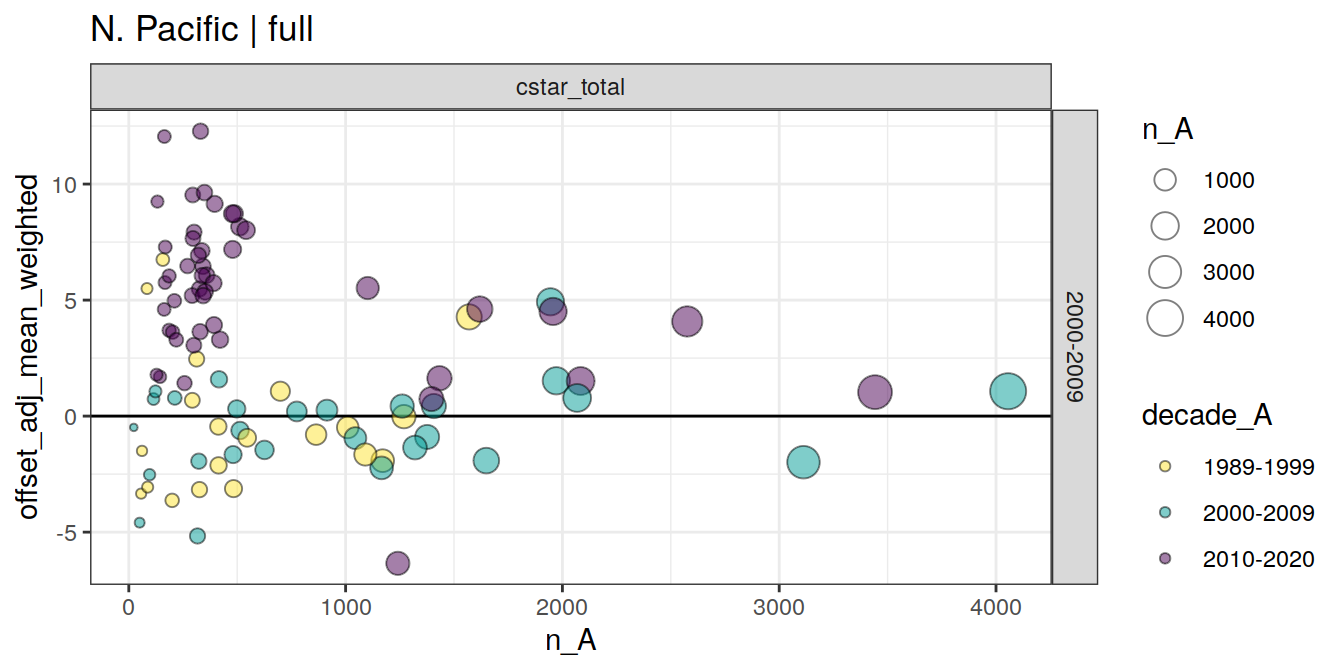 N. Pacific | full
cstar_total
offset_adj_mean_weighted
10
5
0
-5
0 1000 2000 3000 4000
n_A
2000-2009
n_A
1000
2000
3000
4000
decade_A
1989-1999
2000-2009
2010-2020